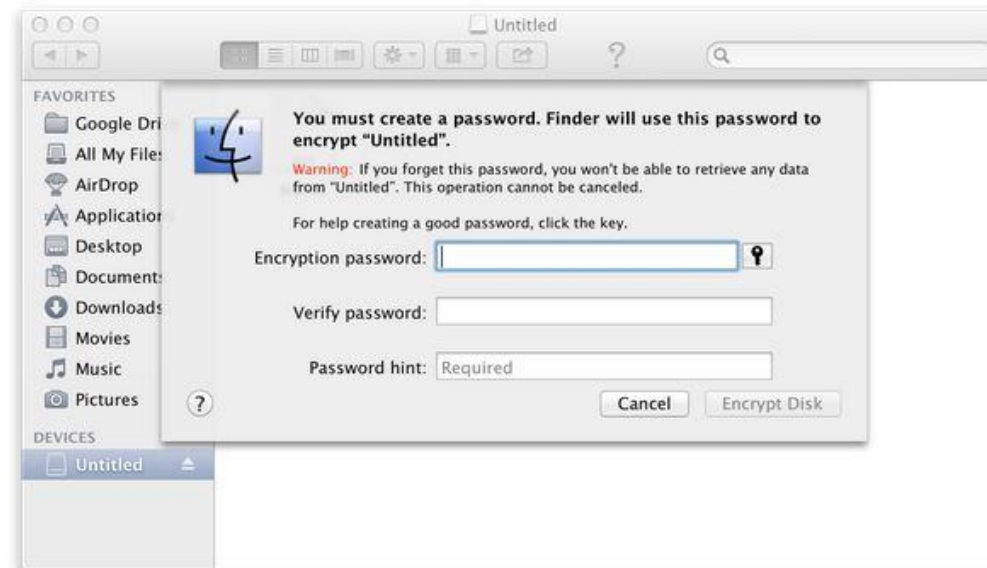 Untitled
FAVORITES
Google Dri
All My Files
AirDrop
Application
Desktop
Documents
Downloads
Movies
Music
Pictures
DEVICES
Untitled
You must create a password. Finder will use this password to
encrypt “Untitled”.
Warning: If you forget this password, you won't be able to retrieve any data
from “Untitled”. This operation cannot be canceled.
For help creating a good password, click the key.
Encryption password:
Verify password:
Password hint: Required
? Cancel Encrypt Disk